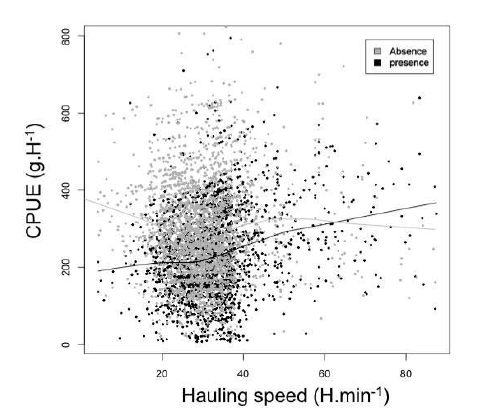 800
600
400
200
0
CPUE (g.H-1)
Absence
presence
20 40 60 80
Hauling speed (H.min-1)